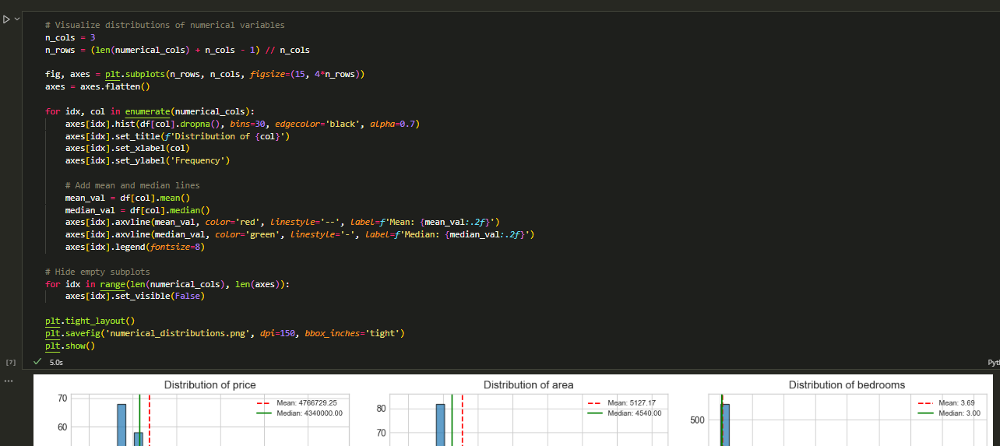 # Visualize distributions of numerical variables
n_cols = 3
n_rows = (len(numerical_cols) + n_cols - 1) // n_cols
fig, axes = plt.subplots(n_rows, n_cols, figsize=(15, 4*n_rows))
axes = axes.flatten()
for idx, col in enumerate(numerical_cols):
    axes[idx].hist(df[col].dropna(), bins=30, edgecolor='black', alpha=0.7)
    axes[idx].set_title(f'Distribution of {col}')
    axes[idx].set_xlabel(col)
    axes[idx].set_ylabel('Frequency')
    # Add mean and median lines
    mean_val = df[col].mean()
    median_val = df[col].median()
    axes[idx].axvline(mean_val, color='red', linestyle='--', label=f'Mean: {mean_val:.2f}')
    axes[idx].axvline(median_val, color='green', linestyle='-', label=f'Median: {median_val:.2f}')
    axes[idx].legend(fontsize=8)
# Hide empty subplots
for idx in range(len(numerical_cols), len(axes)):
    axes[idx].set_visible(False)
plt.tight_layout()
plt.savefig('numerical_distributions.png', dpi=150, bbox_inches='tight')
plt.show()
[7] 5.0s
Distribution of price
70
60
Mean: 4766729.25
Median: 4340000.00
Distribution of area
80
70
Mean: 5127.17
Median: 4540.00
Distribution of bedrooms
500
Mean: 3.69
Median: 3.00